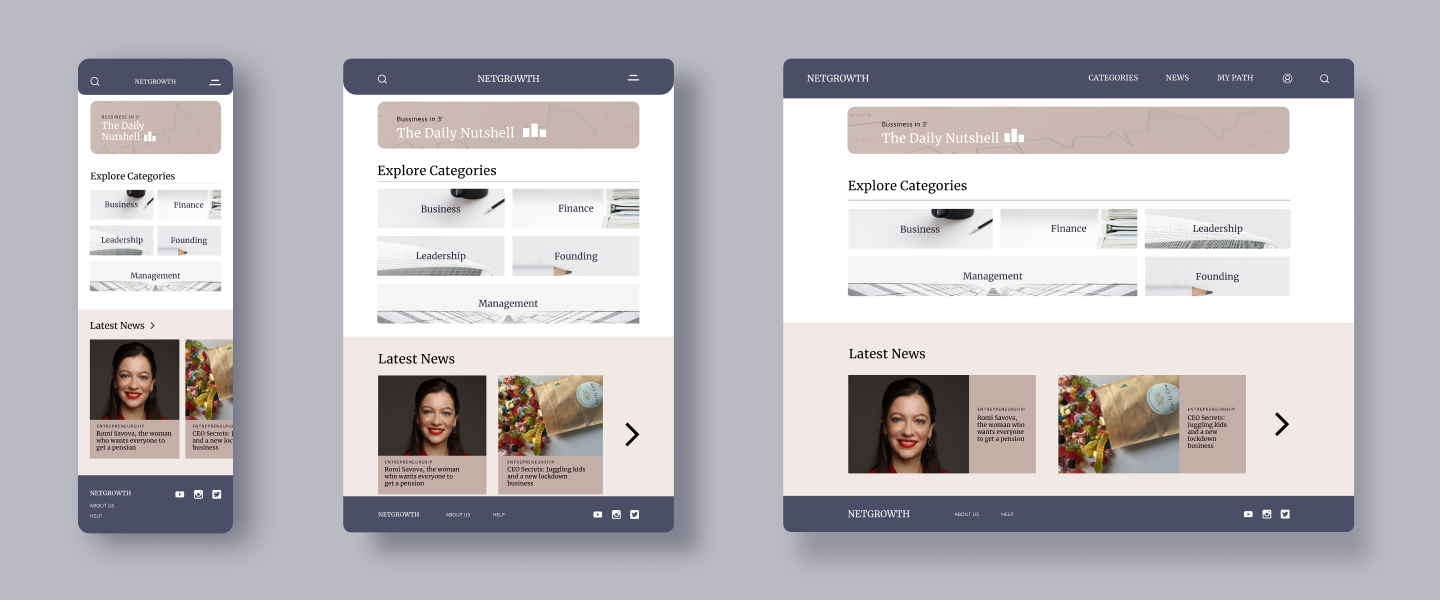 NETGROWTH
BUSSINESS IN 3'
The Daily
Nutshell
Explore Categories
Business
Finance
Leadership
Founding
Management
Latest News
ENTREPRENEURSHIP
Romi Savova, the woman
who wants everyone to
get a pension
ENTREPRENEURS
CEO Secrets: J
and a new loc
business
NETGROWTH
ABOUT US
HELP
NETGROWTH
Bussiness in 3'
The Daily Nutshell
Explore Categories
Business
Finance
Leadership
Founding
Management
Latest News
ENTREPRENEURSHIP
Romi Savova, the woman
who wants everyone to
get a pension
ENTREPRENEURSHIP
CEO Secrets: Juggling kids
and a new lockdown
business
NETGROWTH
ABOUT US
HELP
NETGROWTH
CATEGORIES
NEWS
MY PATH
Bussiness in 3'
The Daily Nutshell
Explore Categories
Business
Finance
Leadership
Management
Founding
Latest News
ENTREPRENEURSHIP
Romi Savova,
the woman who
wants everyone
to get a pension
ENTREPRENEURSHIP
CEO Secrets:
Juggling kids
and a new
lockdown
business
NETGROWTH
ABOUT US
HELP